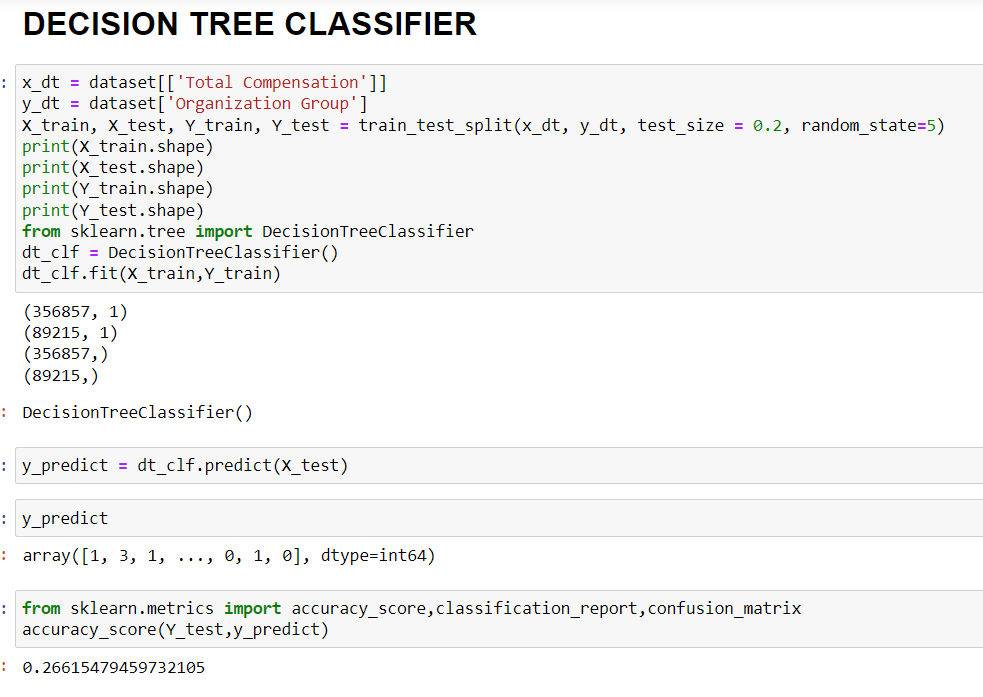 DECISION TREE CLASSIFIER
: x_dt = dataset[['Total Compensation']]
y_dt = dataset['Organization Group']
X_train, X_test, Y_train, Y_test = train_test_split(x_dt, y_dt, test_size = 0.2, random_state=5)
print(X_train.shape)
print(X_test.shape)
print(Y_train.shape)
print(Y_test.shape)
from sklearn.tree import DecisionTreeClassifier
dt_clf = DecisionTreeClassifier()
dt_clf.fit(X_train,Y_train)
(356857, 1)
(89215, 1)
(356857,)
(89215,)
: DecisionTreeClassifier()
: y_predict = dt_clf.predict(X_test)
: y_predict
: array([1, 3, 1, ..., 0, 1, 0], dtype=int64)
: from sklearn.metrics import accuracy_score,classification_report,confusion_matrix
accuracy_score(Y_test,y_predict)
: 0.26615479459732105